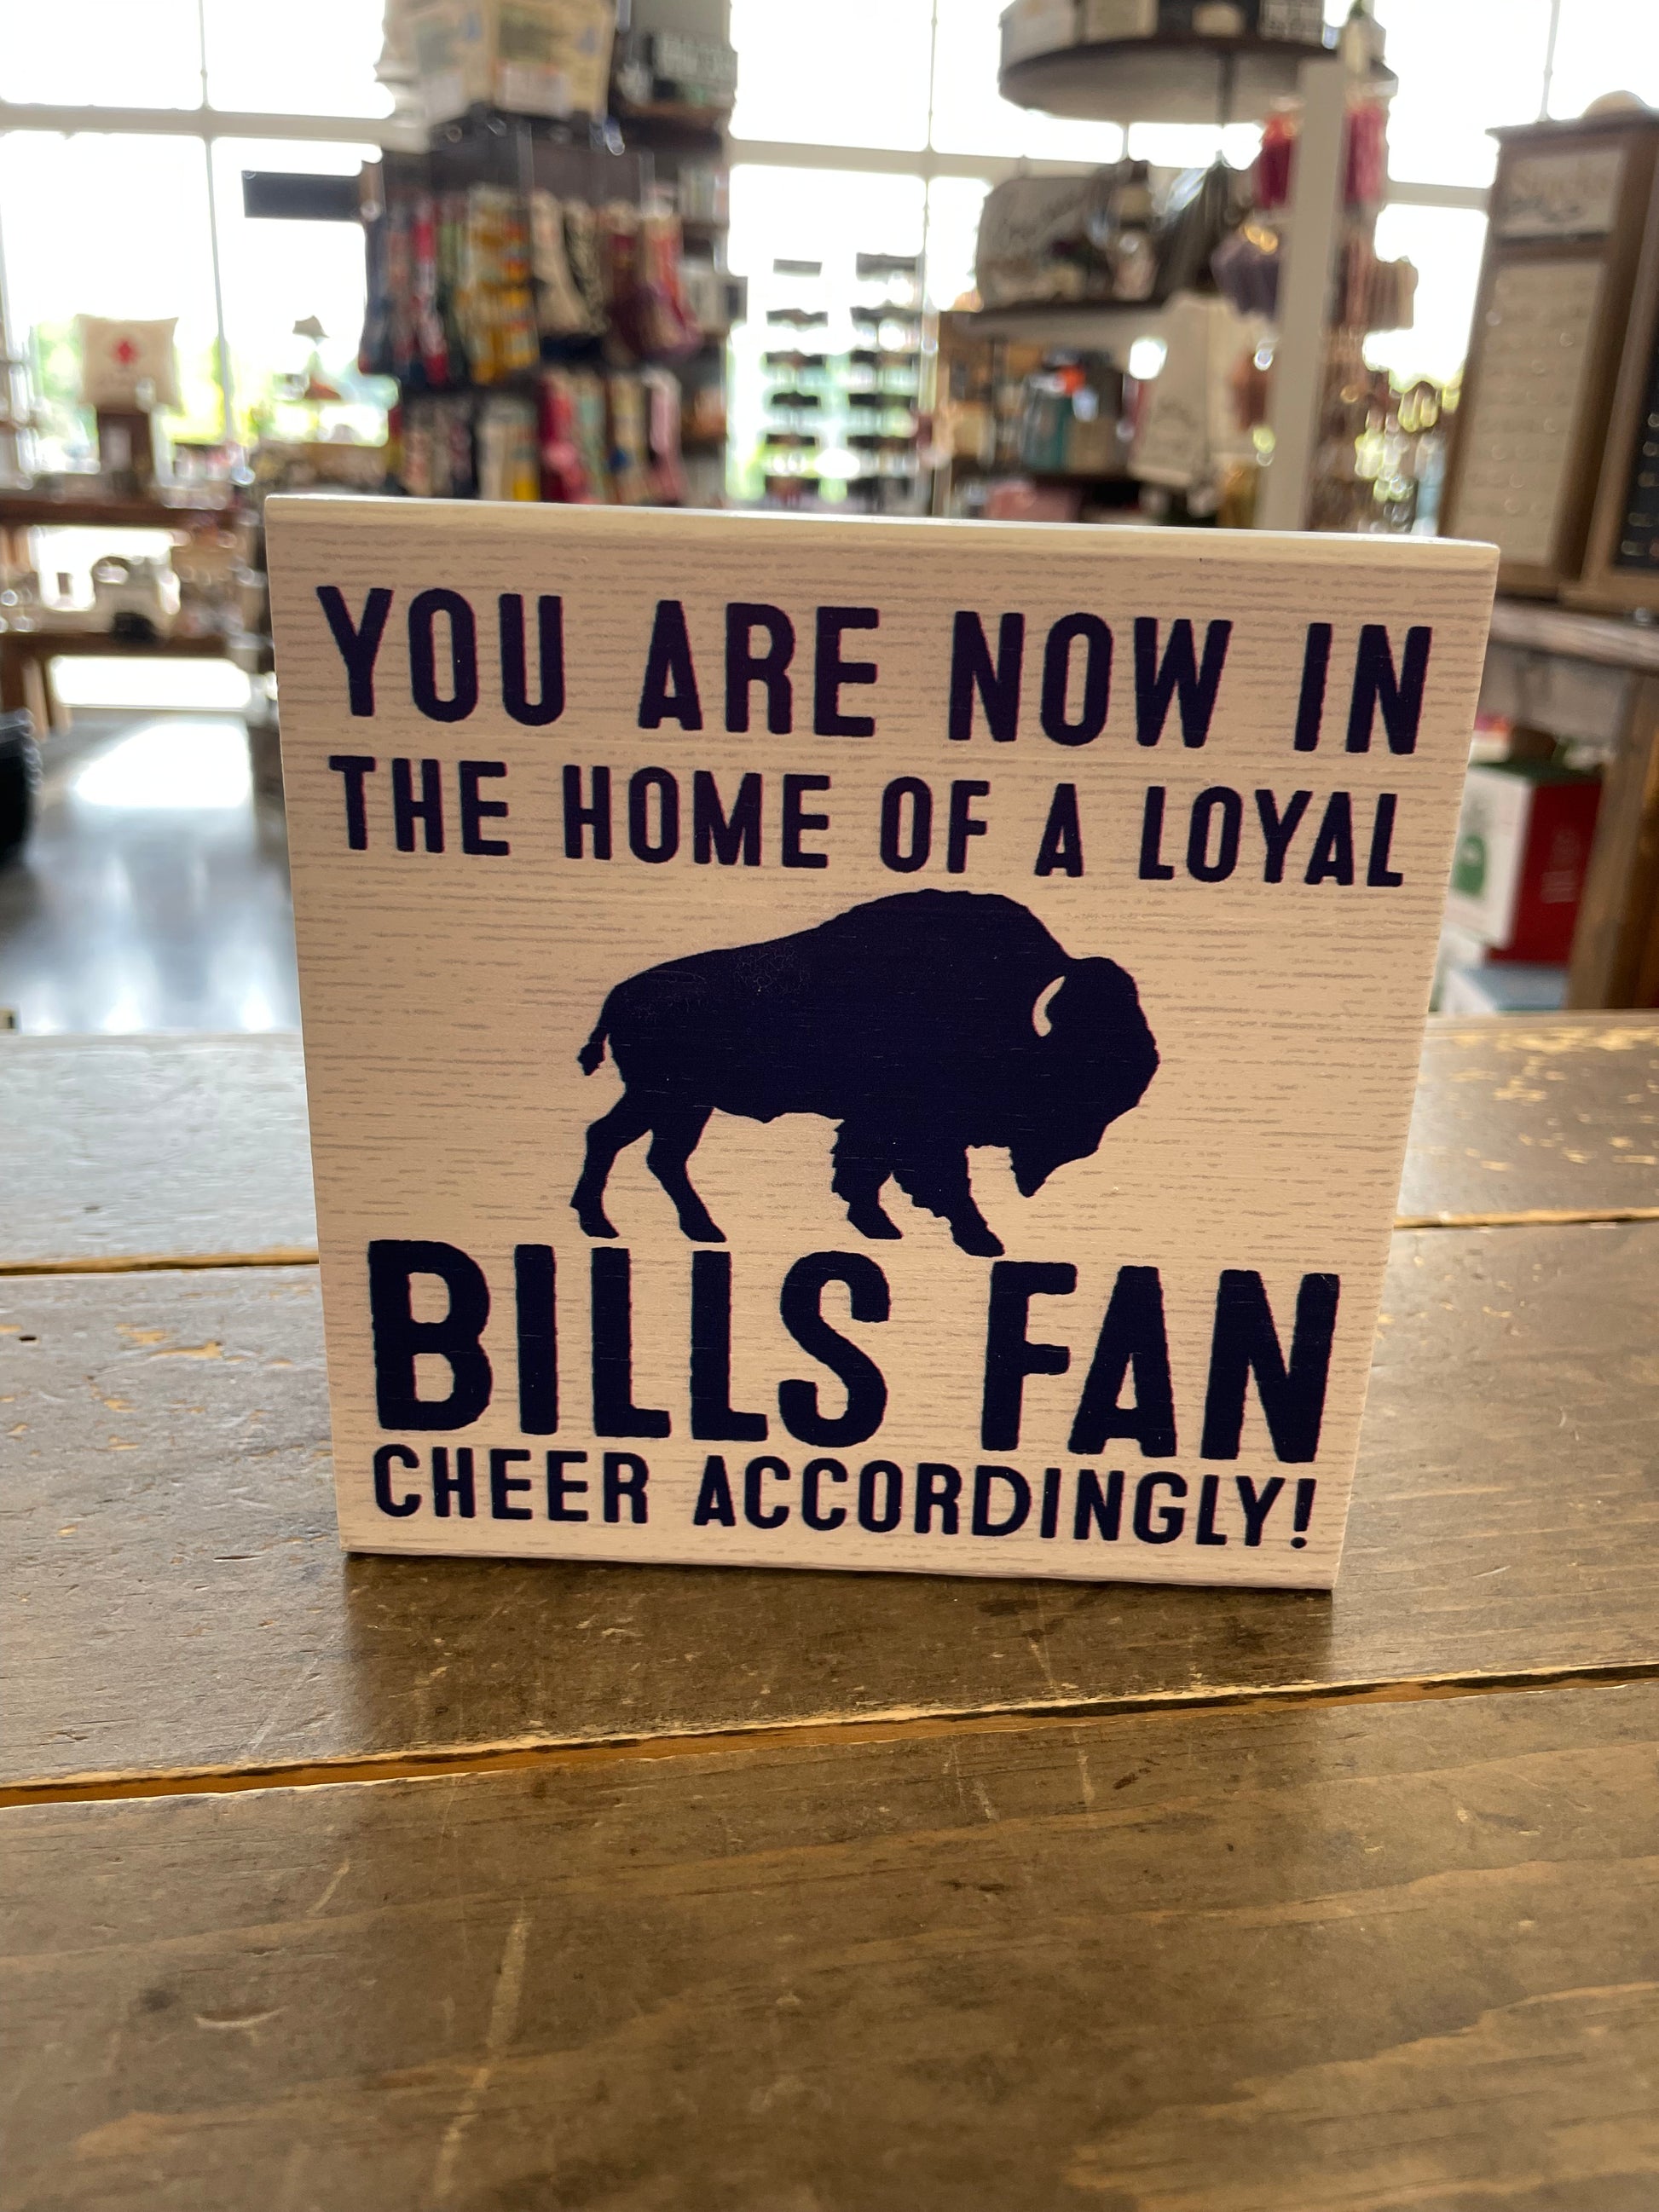 YOU ARE NOW IN
THE HOME OF A LOYAL
BILLS FAN
CHEER ACCORDINGLY!